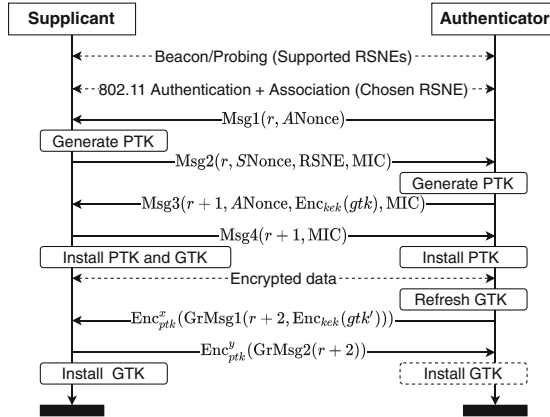 Supplicant
Authenticator
Beacon/Probing (Supported RSNEs)
802.11 Authentication + Association (Chosen RSNE)
Msg1(r, ANonce)
Generate PTK
Msg2(r, SNonce, RSNE, MIC)
Generate PTK
Msg3(r + 1, ANonce, Enc_kek(gtk), MIC)
Msg4(r + 1, MIC)
Install PTK and GTK
Install PTK
Encrypted data
Refresh GTK
Enc^x_ptk(GrMsg1(r + 2, Enc_kek(gtk′)))
Enc^y_ptk(GrMsg2(r + 2))
Install GTK
Install GTK